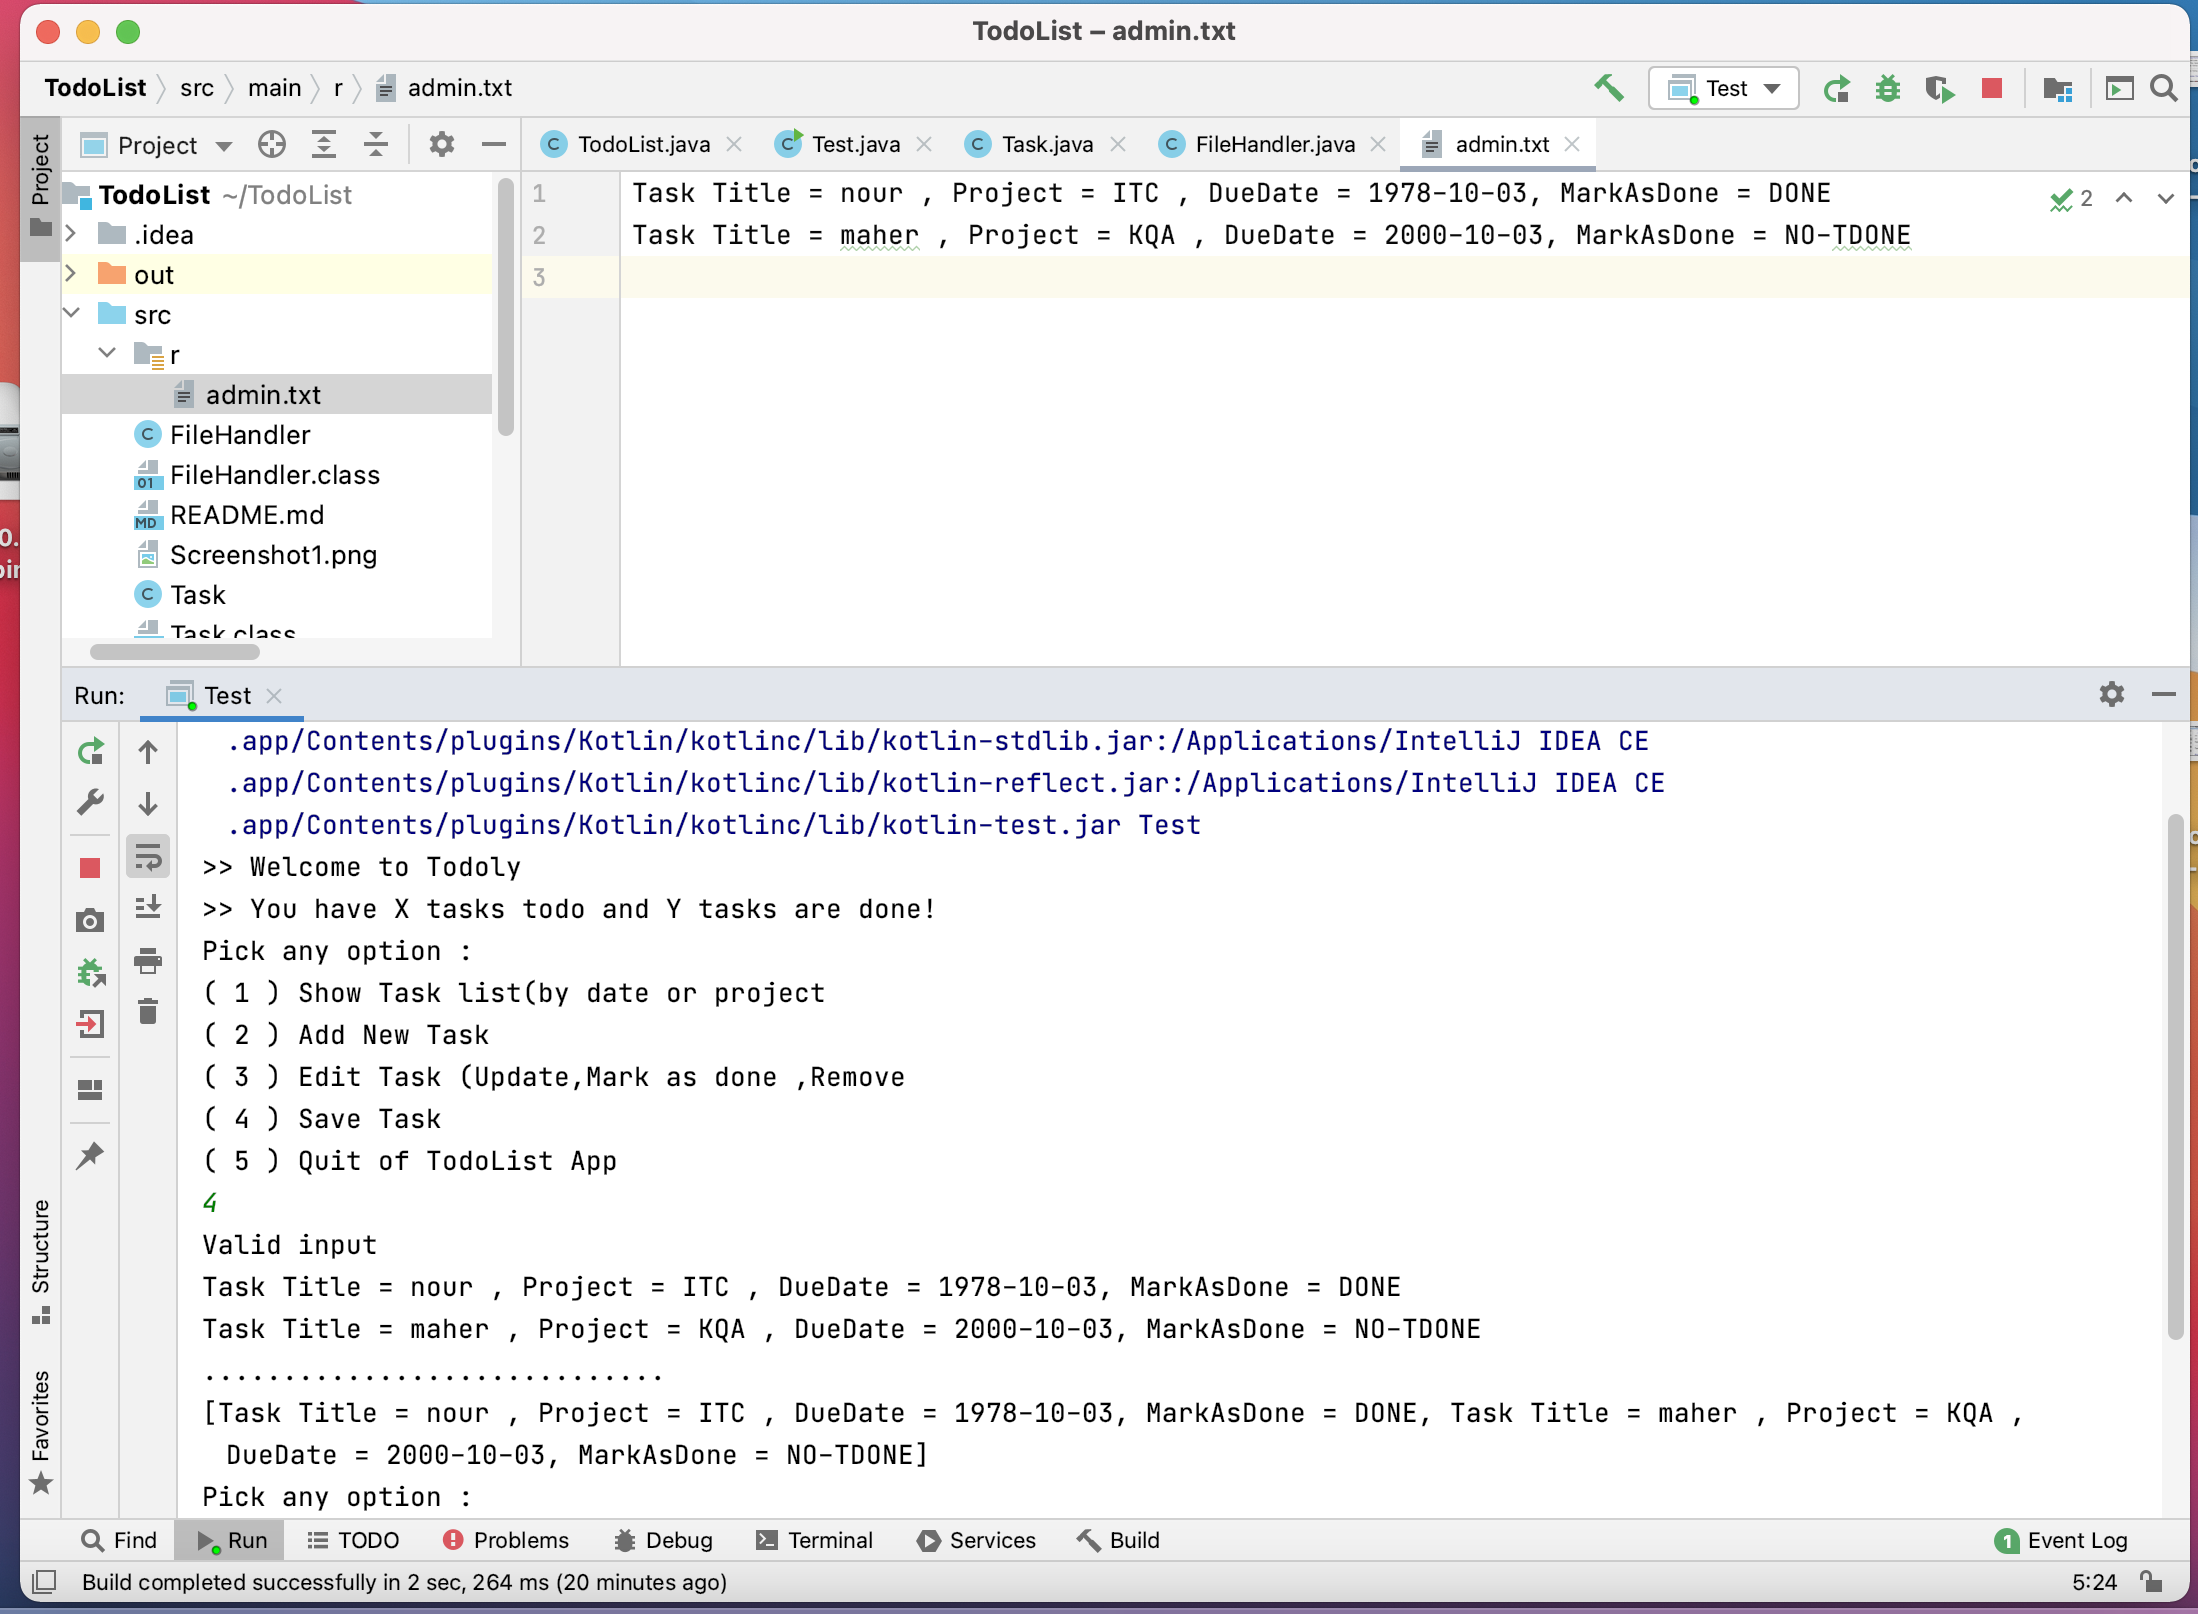 TodoList – admin.txt
TodoList src main r admin.txt
Test
Project
Project
TodoList.java
Test.java
Task.java
FileHandler.java
admin.txt
TodoList ~/TodoList
.idea
out
src
r
admin.txt
FileHandler
FileHandler.class
README.md
Screenshot1.png
Task
Task.class
1 Task Title = nour , Project = ITC , DueDate = 1978-10-03, MarkAsDone = DONE
2 Task Title = maher , Project = KQA , DueDate = 2000-10-03, MarkAsDone = NO-TDONE
3
2
Run: Test
.app/Contents/plugins/Kotlin/kotlinc/lib/kotlin-stdlib.jar:/Applications/IntelliJ IDEA CE
.app/Contents/plugins/Kotlin/kotlinc/lib/kotlin-reflect.jar:/Applications/IntelliJ IDEA CE
.app/Contents/plugins/Kotlin/kotlinc/lib/kotlin-test.jar Test
>> Welcome to Todoly
>> You have X tasks todo and Y tasks are done!
Pick any option :
( 1 ) Show Task list(by date or project
( 2 ) Add New Task
( 3 ) Edit Task (Update,Mark as done ,Remove
( 4 ) Save Task
( 5 ) Quit of TodoList App
4
Valid input
Task Title = nour , Project = ITC , DueDate = 1978-10-03, MarkAsDone = DONE
Task Title = maher , Project = KQA , DueDate = 2000-10-03, MarkAsDone = NO-TDONE
.............................
[Task Title = nour , Project = ITC , DueDate = 1978-10-03, MarkAsDone = DONE, Task Title = maher , Project = KQA ,
DueDate = 2000-10-03, MarkAsDone = NO-TDONE]
Pick any option :
Structure
Favorites
Find Run TODO Problems Debug Terminal Services Build 1 Event Log
Build completed successfully in 2 sec, 264 ms (20 minutes ago) 5:24